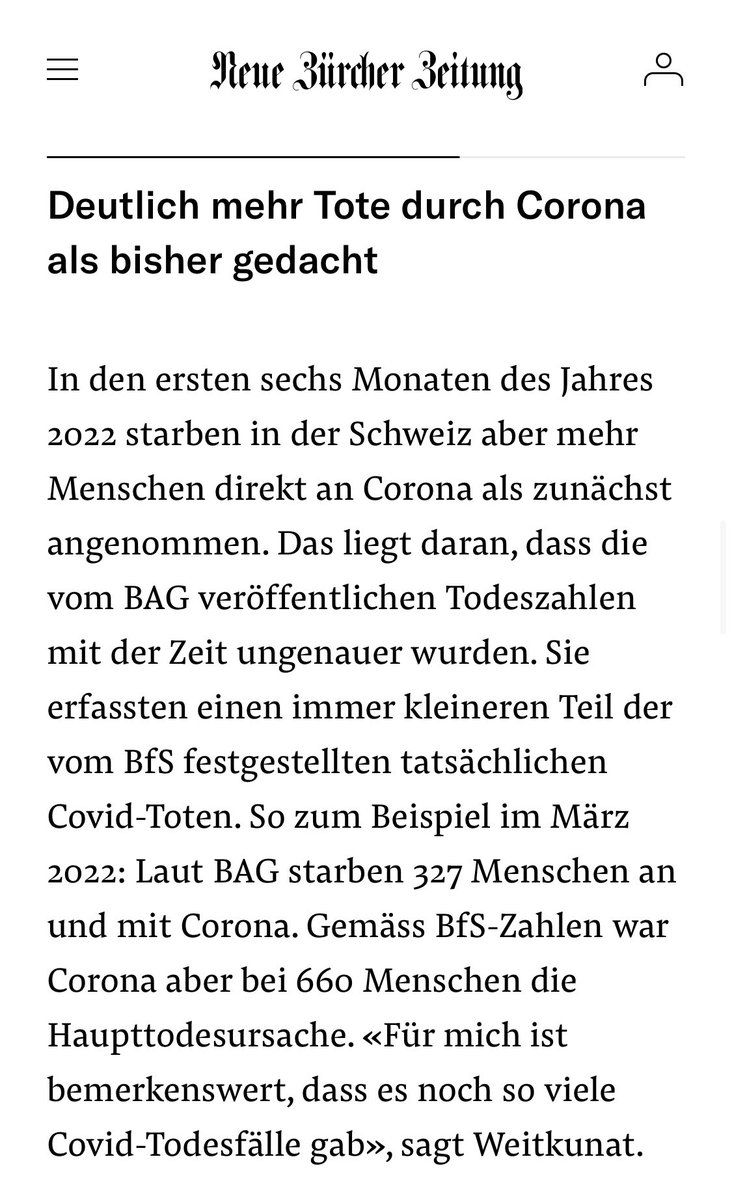 Neue Zürcher Zeitung
Deutlich mehr Tote durch Corona
als bisher gedacht
In den ersten sechs Monaten des Jahres
2022 starben in der Schweiz aber mehr
Menschen direkt an Corona als zunächst
angenommen. Das liegt daran, dass die
vom BAG veröffentlichen Todeszahlen
mit der Zeit ungenauer wurden. Sie
erfassten einen immer kleineren Teil der
vom BfS festgestellten tatsächlichen
Covid-Toten. So zum Beispiel im März
2022: Laut BAG starben 327 Menschen an
und mit Corona. Gemäss BfS-Zahlen war
Corona aber bei 660 Menschen die
Haupttodesursache. «Für mich ist
bemerkenswert, dass es noch so viele
Covid-Todesfälle gab», sagt Weitkunat.